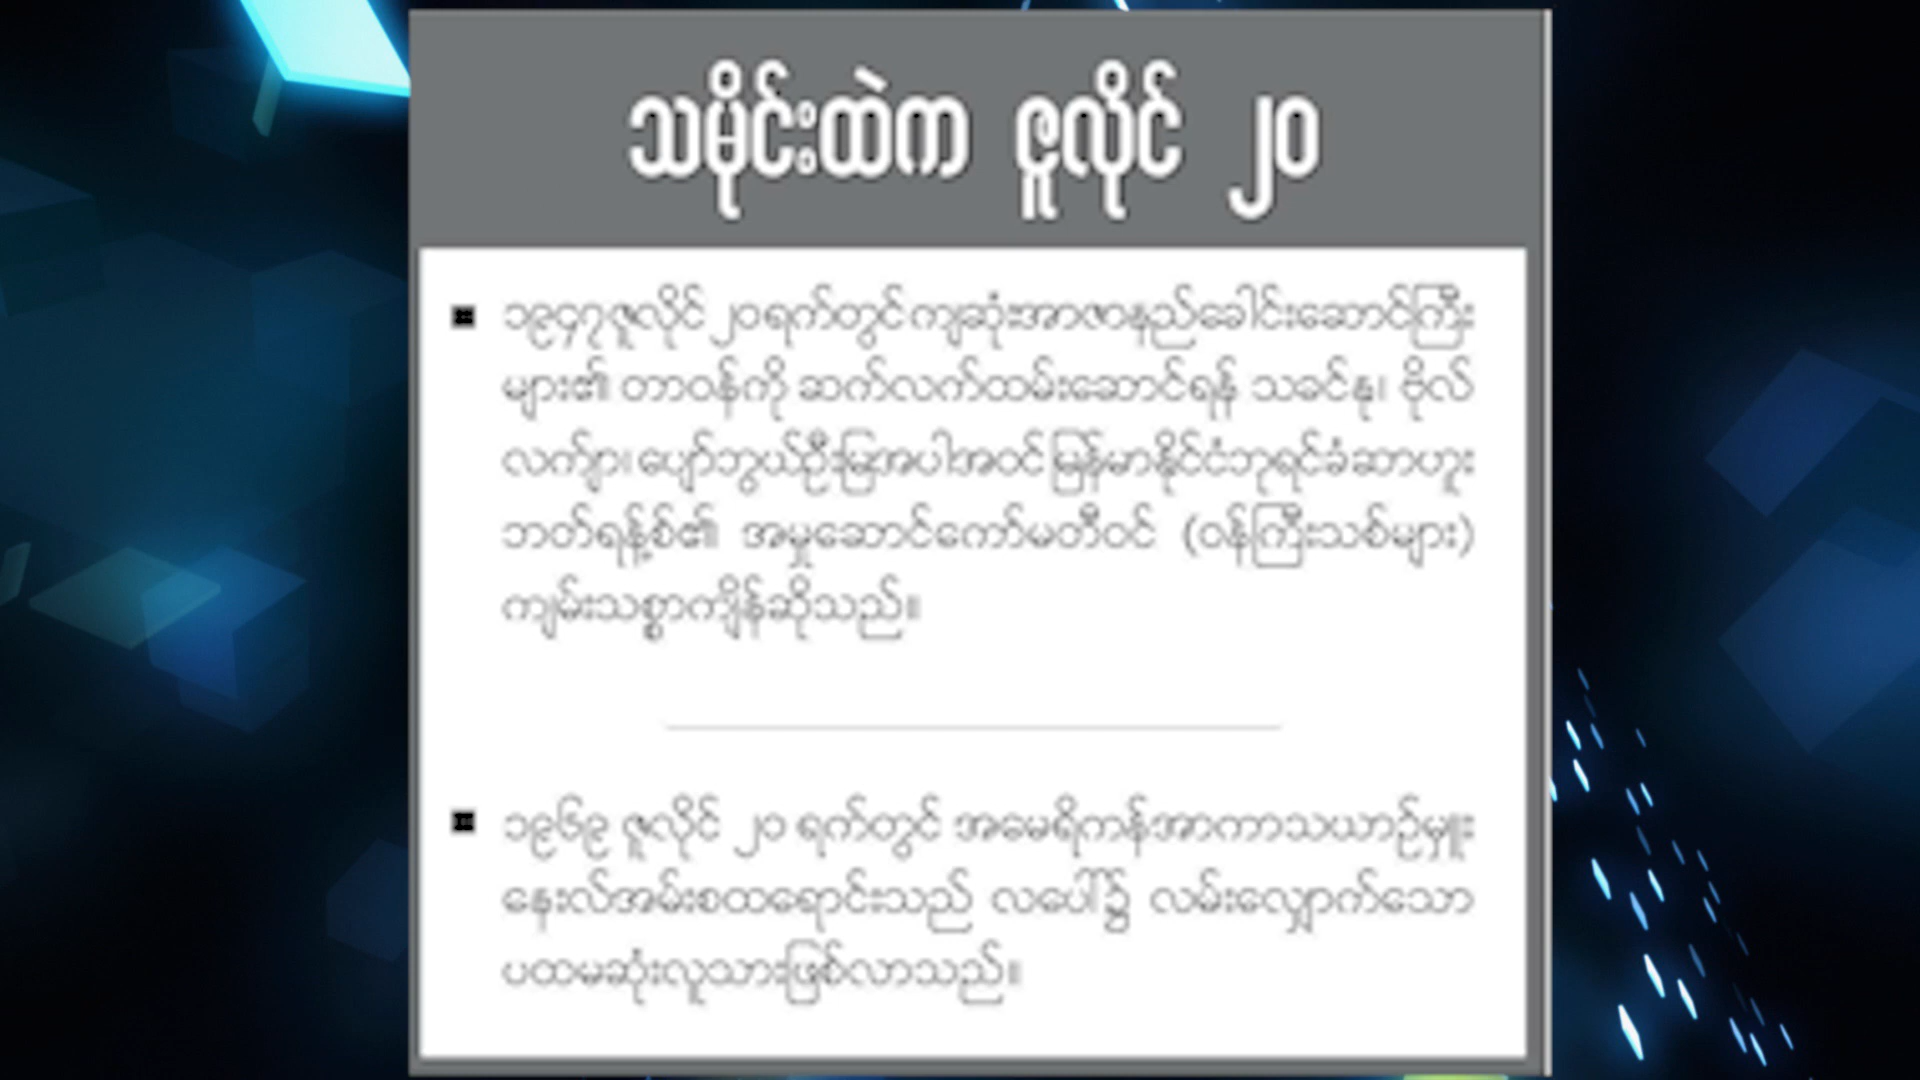 သမိုင်းထဲက ဇူလိုင် ၂၀
၁၉၄၇ ဇူလိုင် ၂၀ ရက်တွင် ကျဆုံးအာဇာနည်ခေါင်းဆောင်ကြီး
များ၏ တာဝန်ကို ဆက်လက်ထမ်းဆောင်ရန် သခင်နု၊ ဗိုလ်
လက်ျာ၊ ပျော်ဘွယ်ဦးမြအပါအဝင် မြန်မာနိုင်ငံဘုရင်ခံဆာဟူး
ဘတ်ရန့်စ်၏ အမှုဆောင်ကော်မတီဝင် (ဝန်ကြီးသစ်များ)
ကျမ်းသစ္စာကျိန်ဆိုသည်။
၁၉၆၉ ဇူလိုင် ၂၀ ရက်တွင် အမေရိကန်အာကာသယာဉ်မှူး
နေးလ်အမ်းစထရောင်းသည် လပေါ်၌ လမ်းလျှောက်သော
ပထမဆုံးလူသားဖြစ်လာသည်။